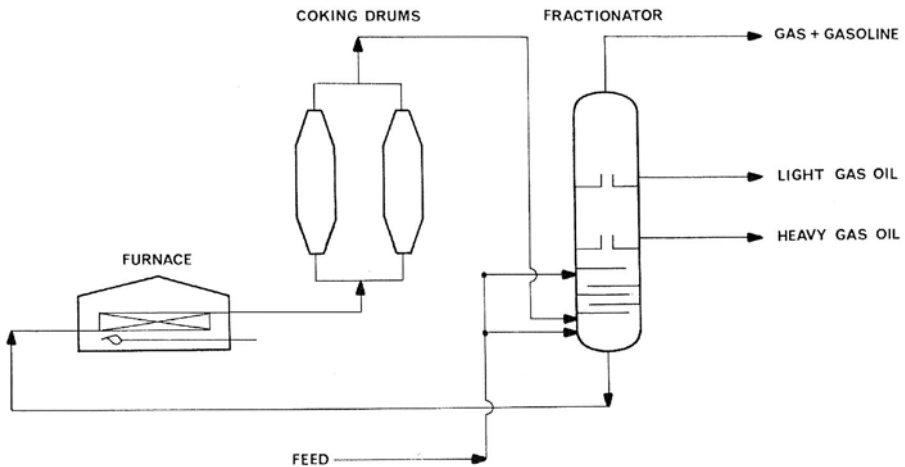 COKING DRUMS
FRACTIONATOR
GAS + GASOLINE
LIGHT GAS OIL
HEAVY GAS OIL
FURNACE
FEED